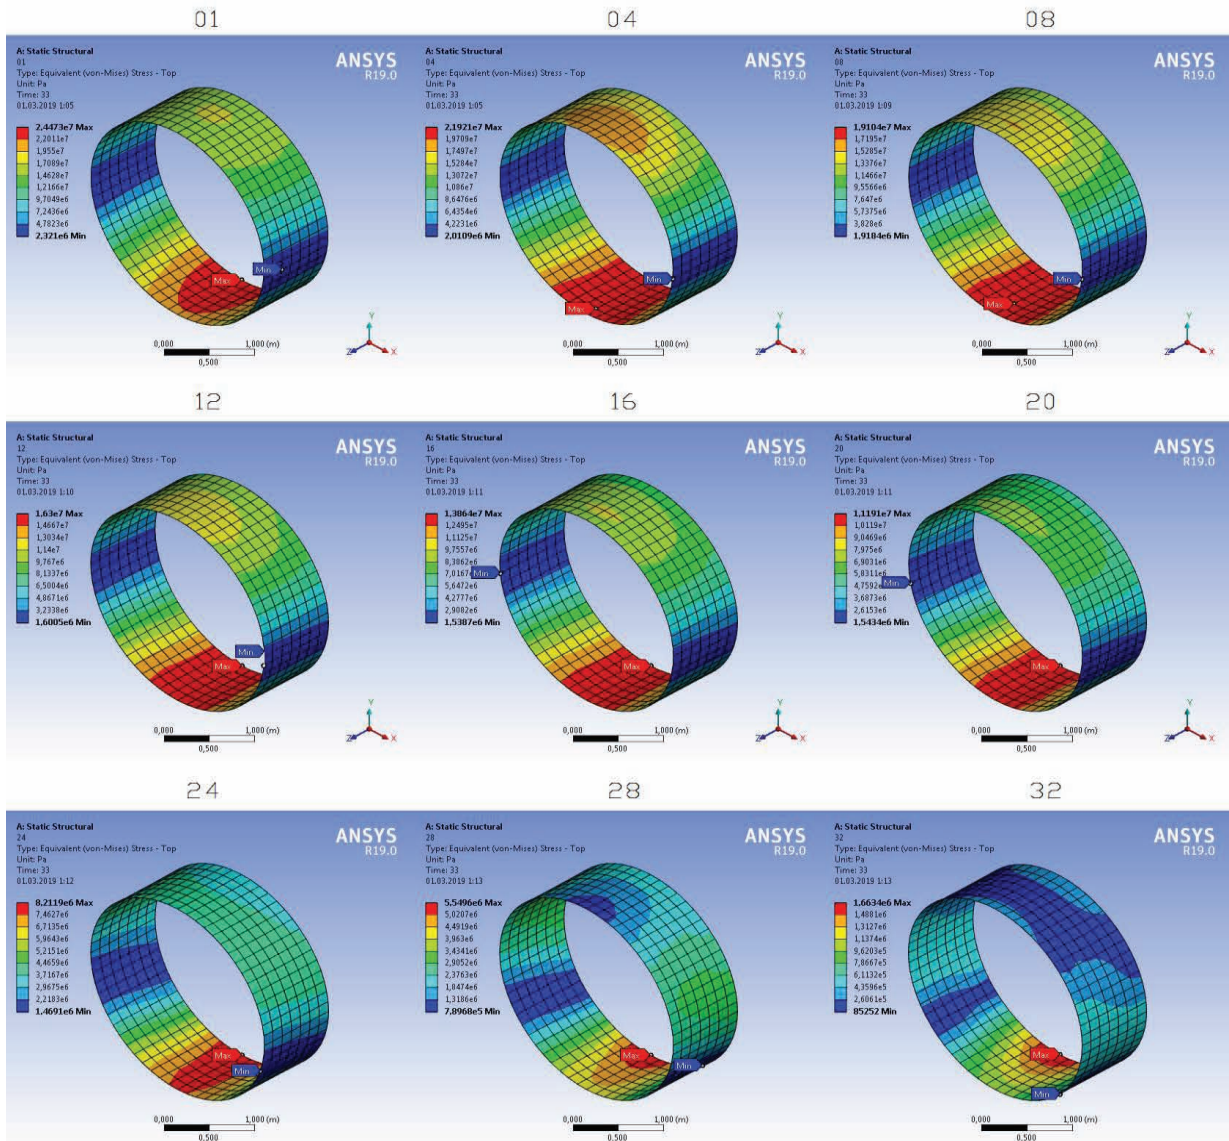 01
04
08
A: Static Structural
01
Type: Equivalent (von-Mises) Stress - Top
Unit: Pa
Time: 33
01.03.2019 1:05
ANSYS
R19.0
2,4473e7 Max
2,2011e7
1,955e7
1,7089e7
1,4628e7
1,2166e7
9,7049e6
7,2436e6
4,7823e6
2,321e6 Min
Max
Min
0,000
1,000 (m)
0,500
Y
Z
X
A: Static Structural
04
Type: Equivalent (von-Mises) Stress - Top
Unit: Pa
Time: 33
01.03.2019 1:05
ANSYS
R19.0
2,1921e7 Max
1,9709e7
1,7497e7
1,5284e7
1,3072e7
1,086e7
8,6476e6
6,4354e6
4,2231e6
2,0109e6 Min
Max
Min
0,000
1,000 (m)
0,500
Y
Z
X
A: Static Structural
08
Type: Equivalent (von-Mises) Stress - Top
Unit: Pa
Time: 33
01.03.2019 1:09
ANSYS
R19.0
1,9104e7 Max
1,7195e7
1,5285e7
1,3376e7
1,1466e7
9,5566e6
7,647e6
5,7375e6
3,828e6
1,9184e6 Min
Max
Min
0,000
1,000 (m)
0,500
Y
Z
X
12
16
20
A: Static Structural
12
Type: Equivalent (von-Mises) Stress - Top
Unit: Pa
Time: 33
01.03.2019 1:10
ANSYS
R19.0
1,63e7 Max
1,4667e7
1,3034e7
1,14e7
9,767e6
8,1337e6
6,5004e6
4,8671e6
3,2338e6
1,6005e6 Min
Min
Max
0,000
1,000 (m)
0,500
Y
Z
X
A: Static Structural
16
Type: Equivalent (von-Mises) Stress - Top
Unit: Pa
Time: 33
01.03.2019 1:11
ANSYS
R19.0
1,3864e7 Max
1,2495e7
1,1125e7
9,7557e6
8,3862e6
7,0167e6
5,6472e6
4,2777e6
2,9082e6
1,5387e6 Min
Min
Max
0,000
1,000 (m)
0,500
Y
Z
X
A: Static Structural
20
Type: Equivalent (von-Mises) Stress - Top
Unit: Pa
Time: 33
01.03.2019 1:11
ANSYS
R19.0
1,1191e7 Max
1,0119e7
9,0469e6
7,975e6
6,9031e6
5,8311e6
4,7592e6
3,6873e6
2,6153e6
1,5434e6 Min
Min
Max
0,000
1,000 (m)
0,500
Y
Z
X
24
28
32
A: Static Structural
24
Type: Equivalent (von-Mises) Stress - Top
Unit: Pa
Time: 33
01.03.2019 1:12
ANSYS
R19.0
8,2119e6 Max
7,4627e6
6,7135e6
5,9643e6
5,2151e6
4,4659e6
3,7167e6
2,9675e6
2,2183e6
1,4691e6 Min
Max
Min
0,000
1,000 (m)
0,500
Y
Z
X
A: Static Structural
28
Type: Equivalent (von-Mises) Stress - Top
Unit: Pa
Time: 33
01.03.2019 1:13
ANSYS
R19.0
5,5496e6 Max
5,0207e6
4,4919e6
3,963e6
3,4341e6
2,9052e6
2,3763e6
1,8474e6
1,3186e6
7,8968e5 Min
Max
Min
0,000
1,000 (m)
0,500
Y
Z
X
A: Static Structural
32
Type: Equivalent (von-Mises) Stress - Top
Unit: Pa
Time: 33
01.03.2019 1:13
ANSYS
R19.0
1,6634e6 Max
1,4881e6
1,3127e6
1,1374e6
9,6203e5
7,8667e5
6,1132e5
4,3596e5
2,6061e5
85252 Min
Max
Min
0,000
1,000 (m)
0,500
Y
Z
X